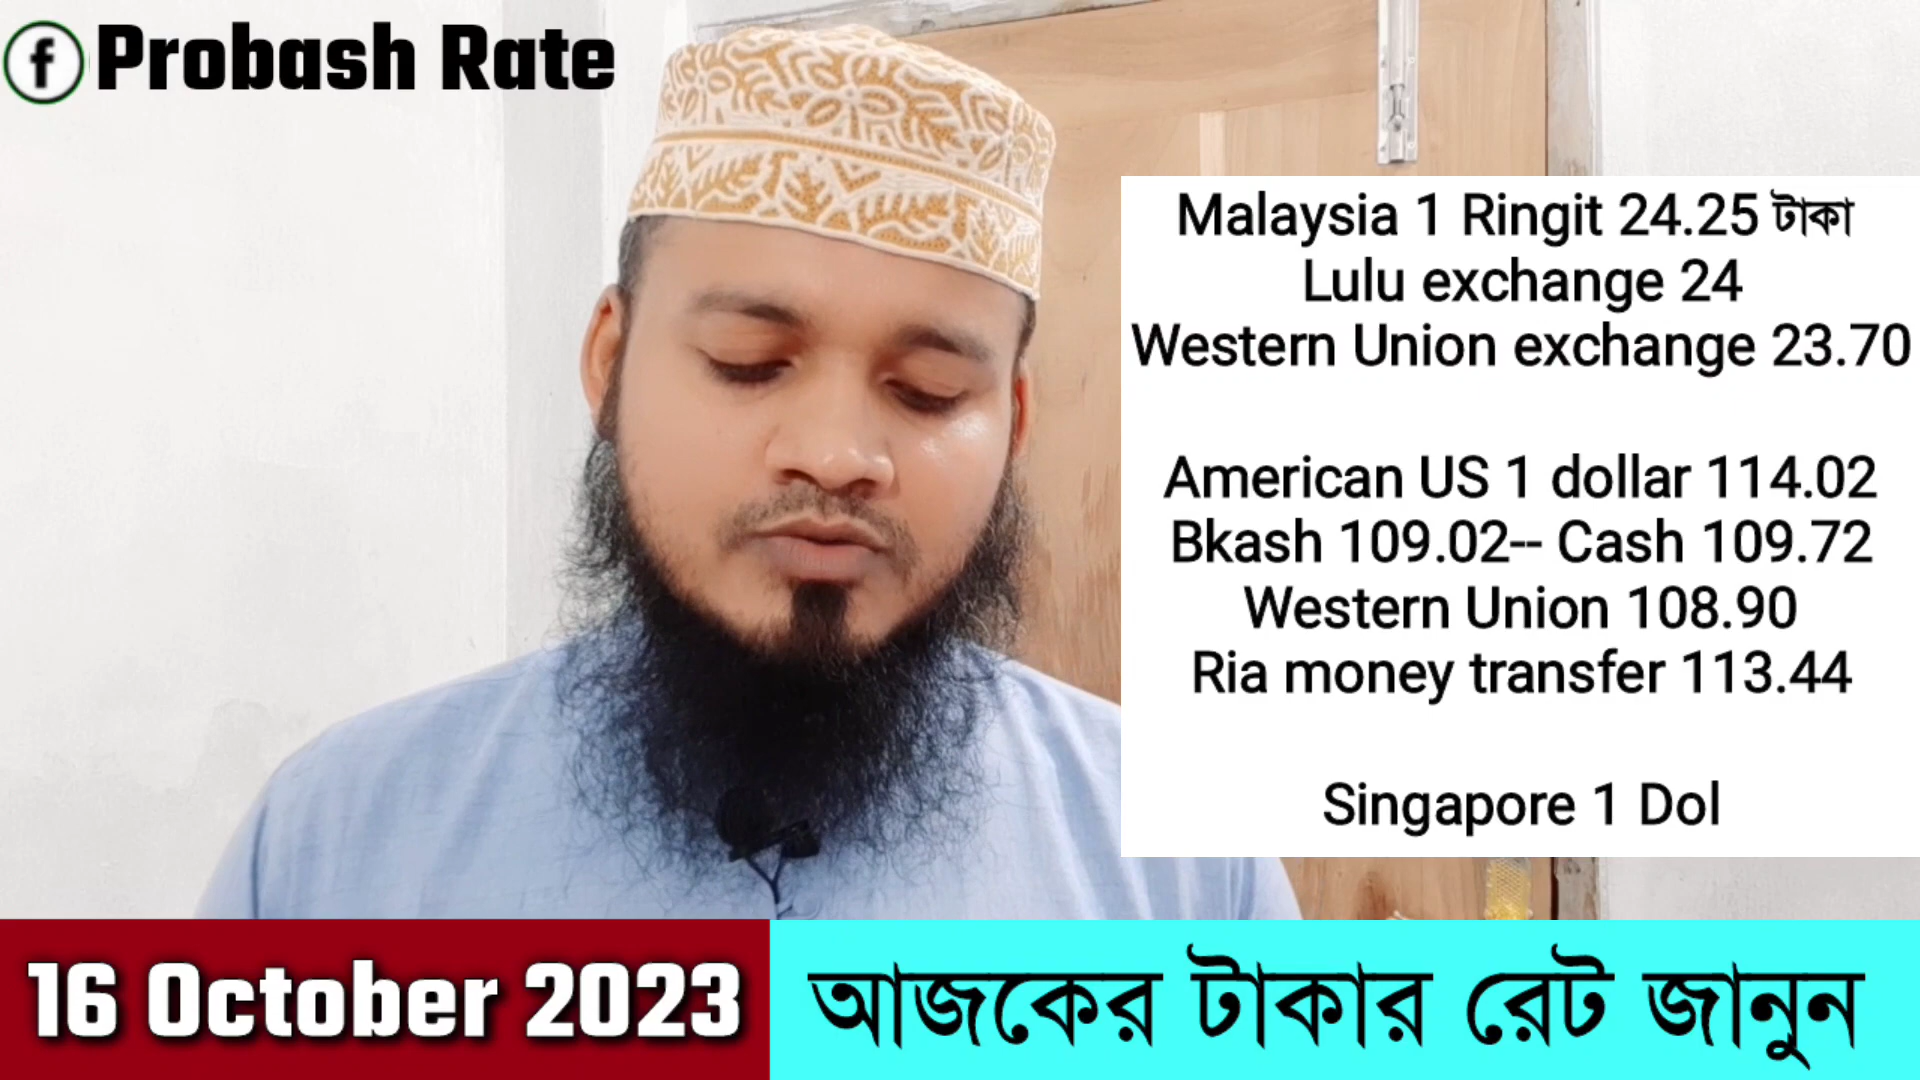 Probash Rate
Malaysia 1 Ringit 24.25 টাকা
Lulu exchange 24
Western Union exchange 23.70
American US 1 dollar 114.02
Bkash 109.02-- Cash 109.72
Western Union 108.90
Ria money transfer 113.44
Singapore 1 Dol
16 October 2023
আজকের টাকার রেট জানুন